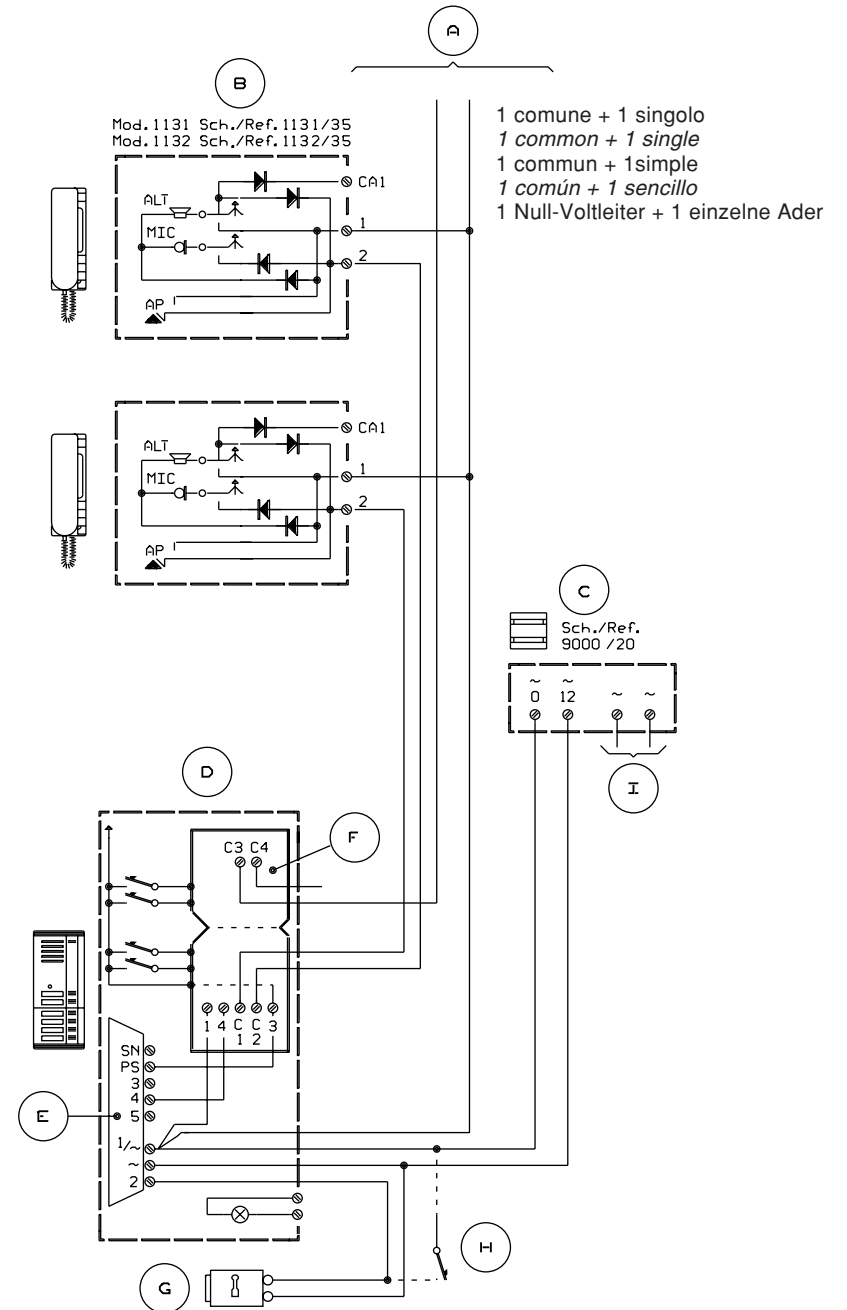 A
B
Mod.1131 Sch./Ref.1131/35
Mod.1132 Sch./Ref.1132/35
1 comune + 1 singolo
1 common + 1 single
1 commun + 1simple
1 común + 1 sencillo
1 Null-Voltleiter + 1 einzelne Ader
CA1
ALT
1
MIC
2
AP
CA1
ALT
1
MIC
2
AP
C
Sch./Ref.
9000 /20
~ ~
0 12 ~ ~
I
D
F
C3 C4
1 4 C C 3
1 2
SN
PS
3
4
E
5
1/~
~
2
H
G